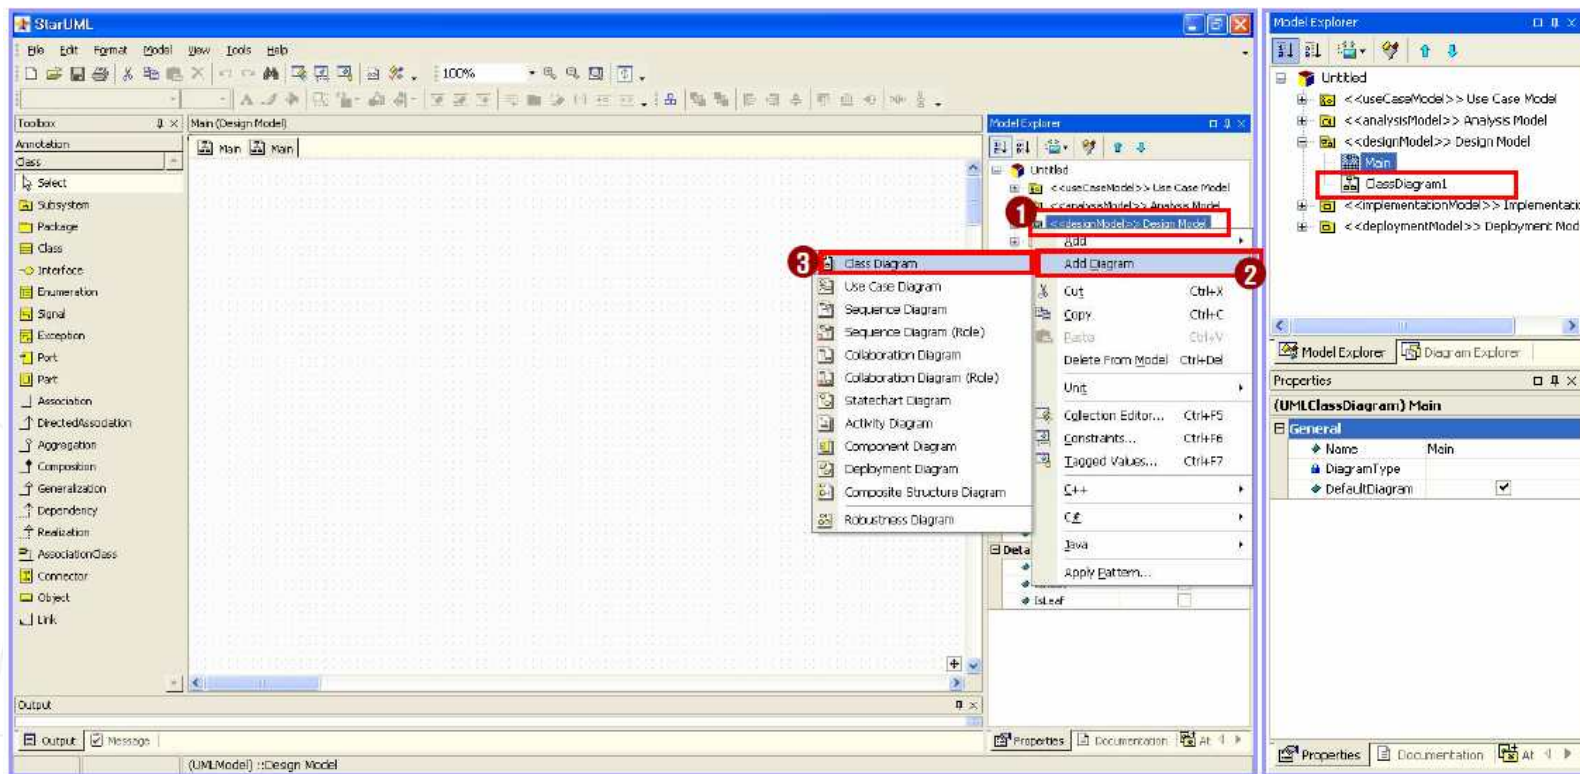 StarUML
File Edit Format Model View Tools Help
100%
Toolbox
Annotation
Class
Select
Subsystem
Package
Class
Interface
Enumeration
Signal
Exception
Port
Part
Association
DirectedAssociation
Aggregation
Composition
Generalization
Dependency
Realization
AssociationClass
Connector
Object
Link
Main (Design Model)
Main Main
Model Explorer
Untitled
<<useCaseModel>> Use Case Model
<<analysisModel>> Analysis Model
1 <<designModel>> Design Model
Add
2 Add Diagram
Cut Ctrl+X
Copy Ctrl+C
Paste Ctrl+V
Delete From Model Ctrl+Del
Unit
Collection Editor... Ctrl+F5
Constraints... Ctrl+F6
Tagged Values... Ctrl+F7
C++
C#
Java
Apply Pattern...
3 Class Diagram
Use Case Diagram
Sequence Diagram
Sequence Diagram (Role)
Collaboration Diagram
Collaboration Diagram (Role)
Statechart Diagram
Activity Diagram
Component Diagram
Deployment Diagram
Composite Structure Diagram
Robustness Diagram
Deta
IsLeaf
Output
Output Message
Properties Documentation At
(UMLModel) ::Design Model
Model Explorer
Untitled
<<useCaseModel>> Use Case Model
<<analysisModel>> Analysis Model
<<designModel>> Design Model
Main
ClassDiagram1
<<implementationModel>> Implementatio
<<deploymentModel>> Deployment Mod
Model Explorer Diagram Explorer
Properties
(UMLClassDiagram) Main
General
Name Main
DiagramType
DefaultDiagram
Properties Documentation At